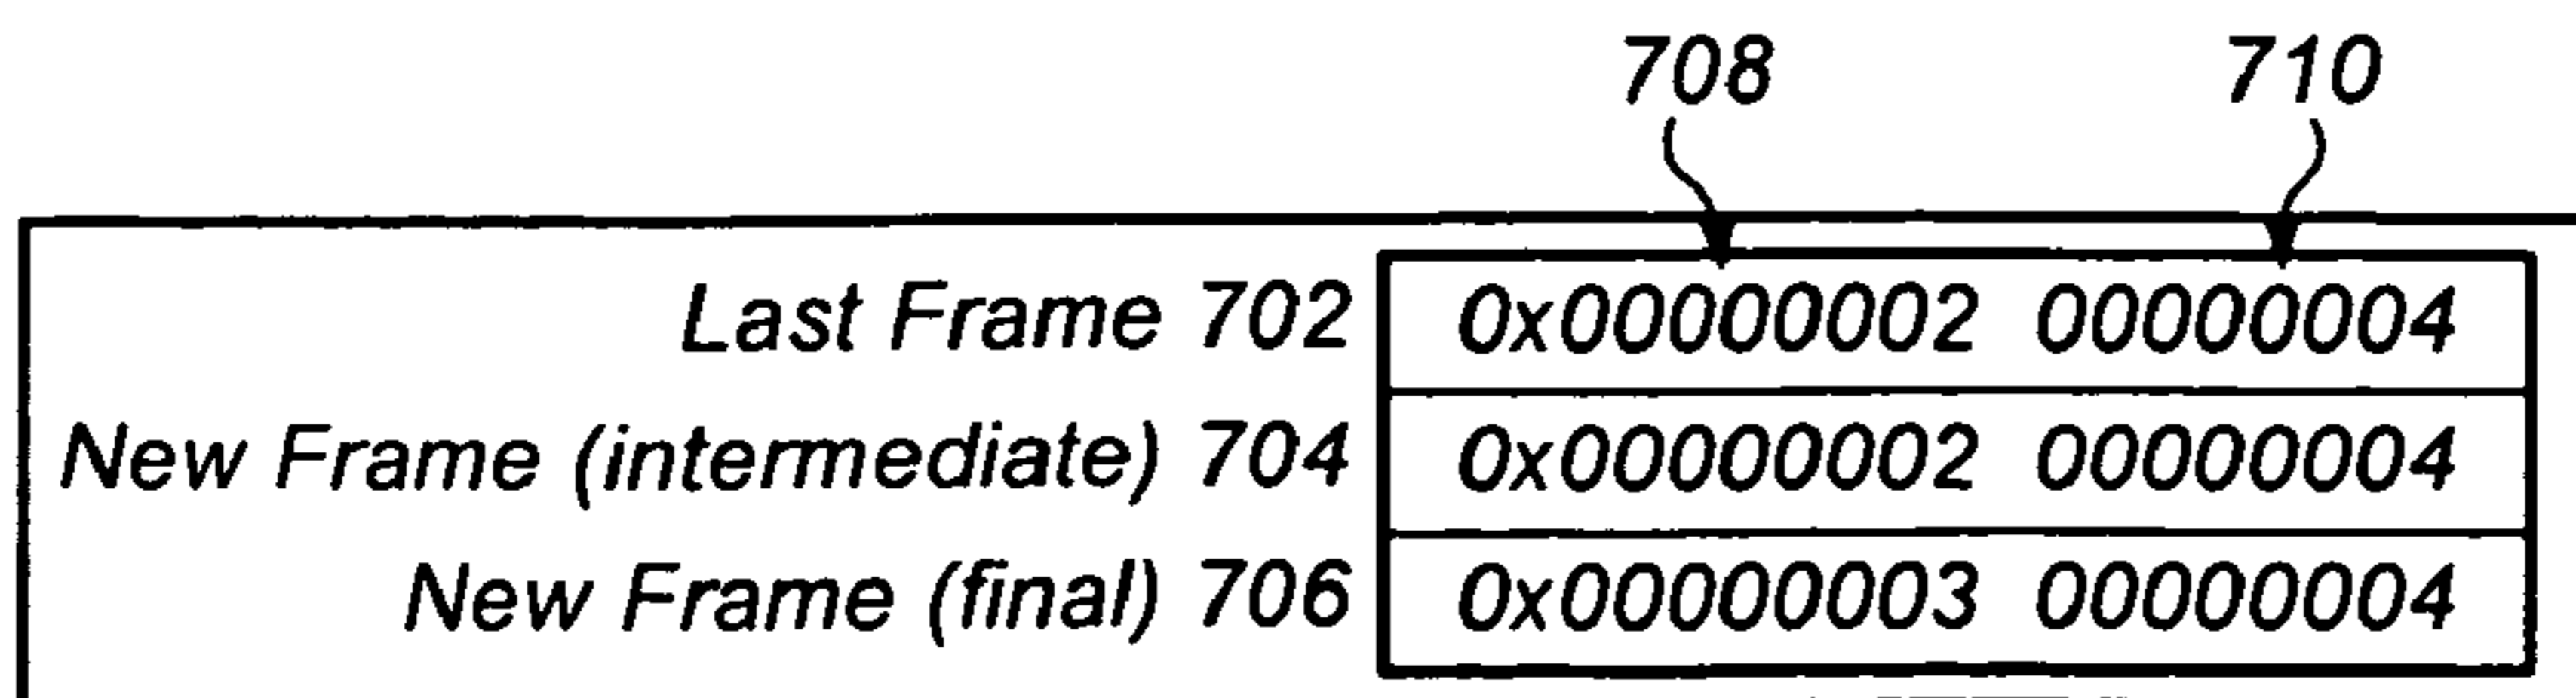 708 710
Last Frame 702 0x00000002 00000004
New Frame (intermediate) 704 0x00000002 00000004
New Frame (final) 706 0x00000003 00000004